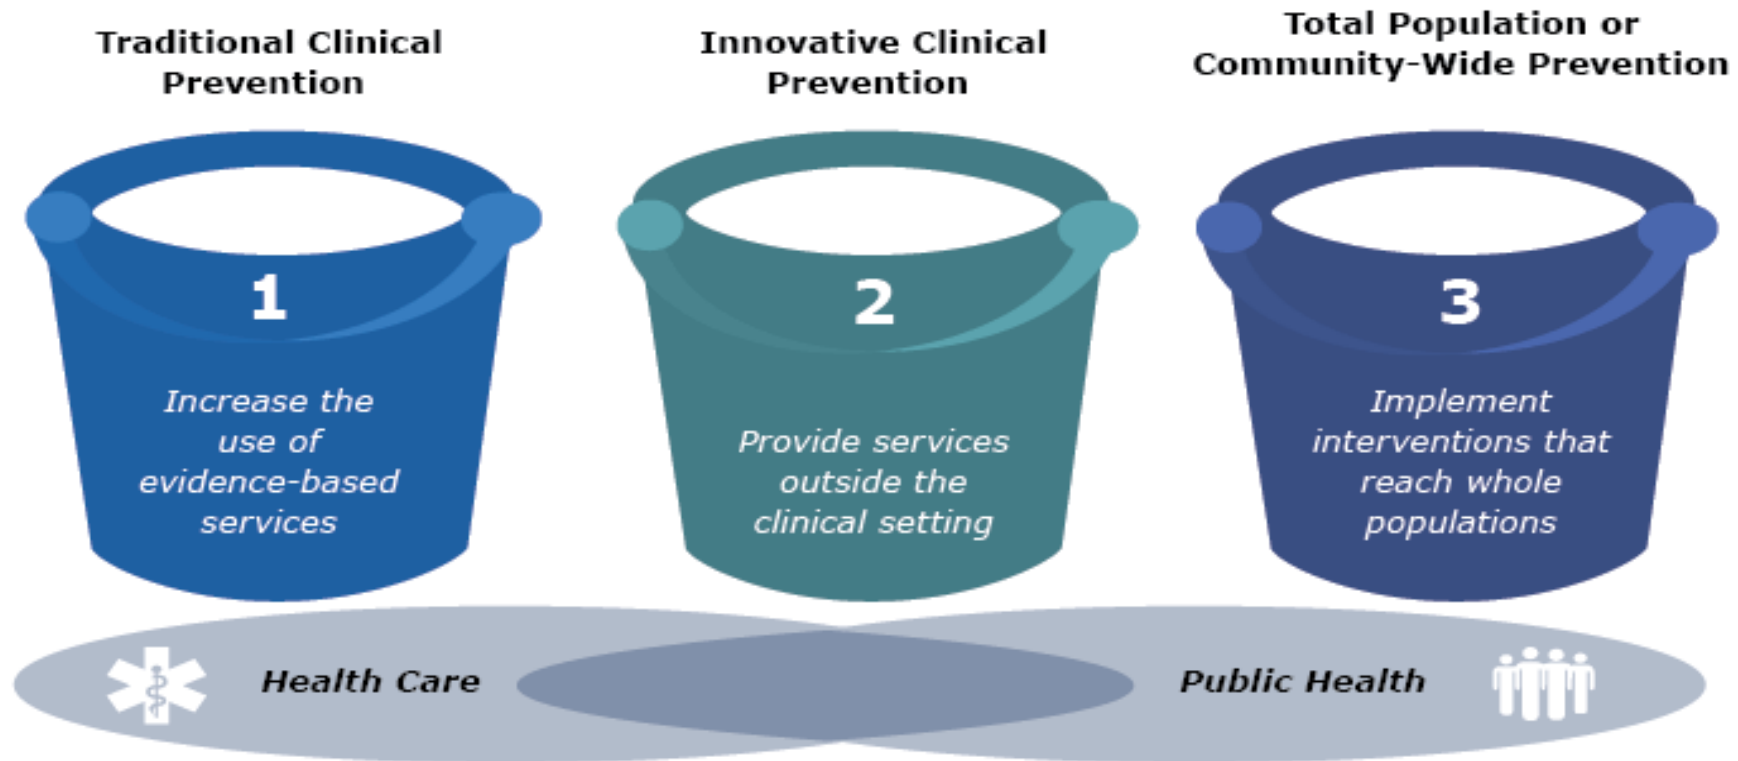 Traditional Clinical
Prevention
Innovative Clinical
Prevention
Total Population or
Community-Wide Prevention
1
Increase the
use of
evidence-based
services
2
Provide services
outside the
clinical setting
3
Implement
interventions that
reach whole
populations
Health Care
Public Health